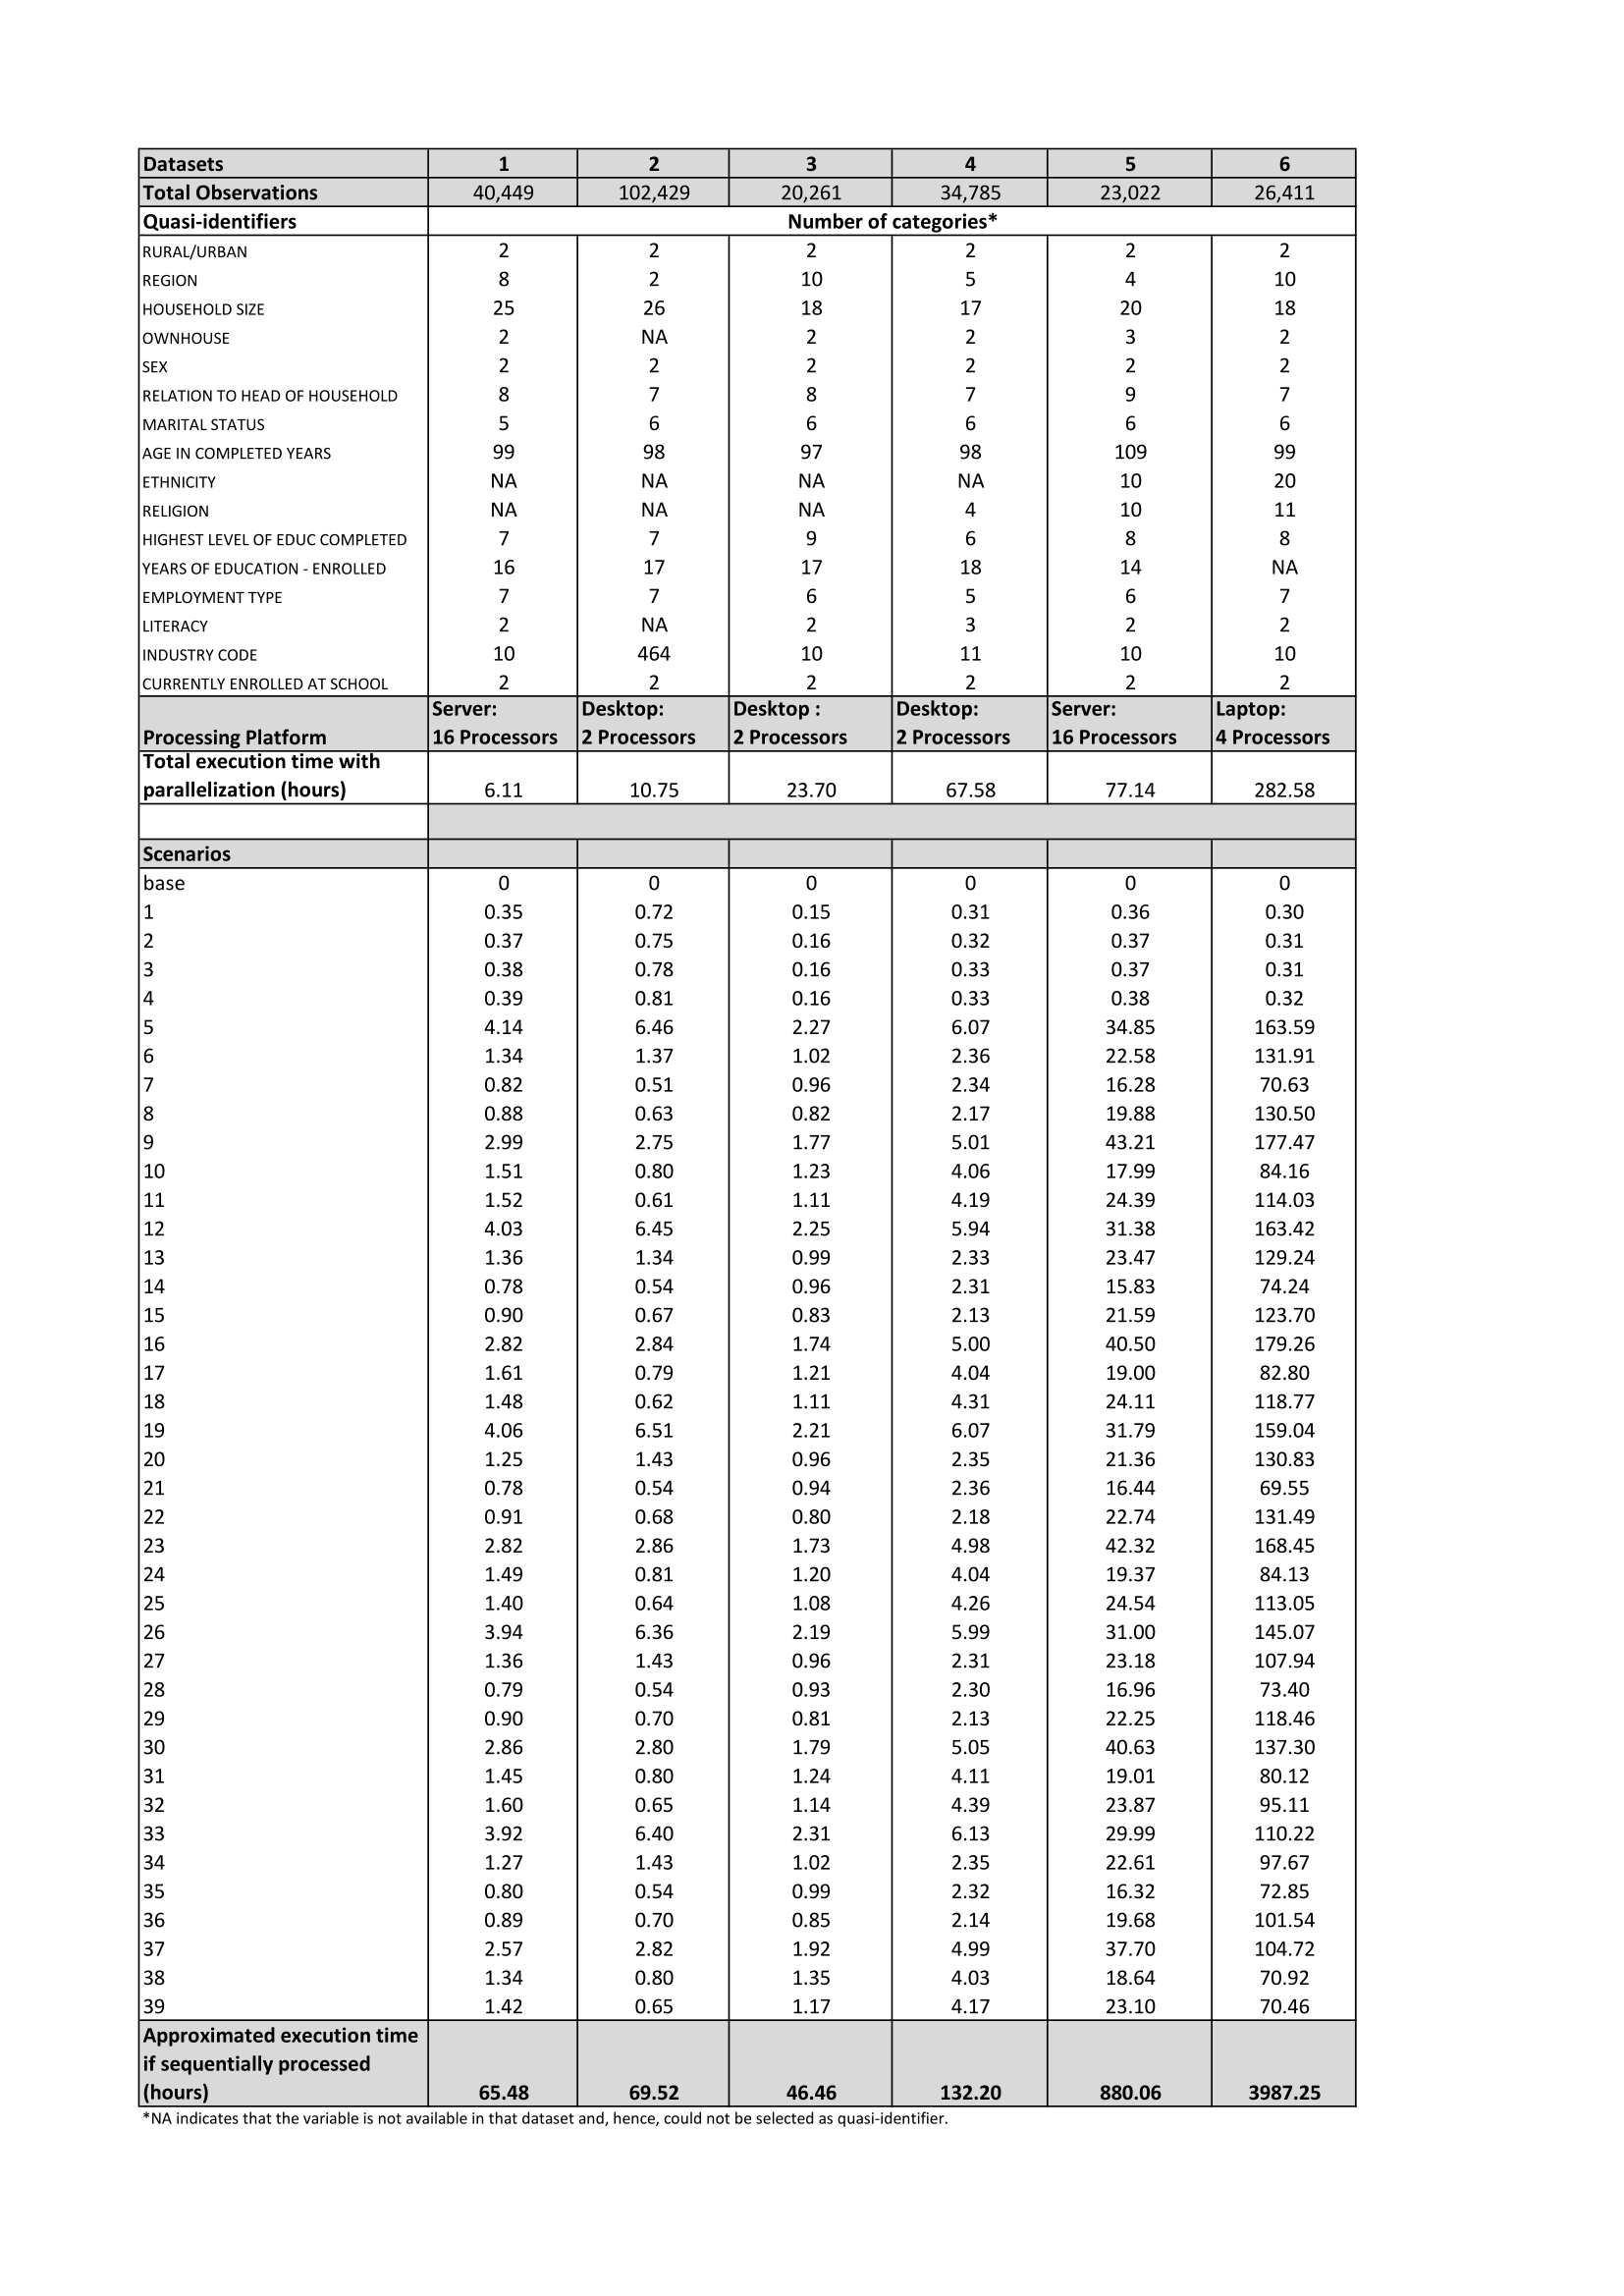 Datasets 1 2 3 4 5 6
Total Observations 40,449 102,429 20,261 34,785 23,022 26,411
Quasi-identifiers Number of categories*
RURAL/URBAN 2 2 2 2 2 2
REGION 8 2 10 5 4 10
HOUSEHOLD SIZE 25 26 18 17 20 18
OWNHOUSE 2 NA 2 2 3 2
SEX 2 2 2 2 2 2
RELATION TO HEAD OF HOUSEHOLD 8 7 8 7 9 7
MARITAL STATUS 5 6 6 6 6 6
AGE IN COMPLETED YEARS 99 98 97 98 109 99
ETHNICITY NA NA NA NA 10 20
RELIGION NA NA NA 4 10 11
HIGHEST LEVEL OF EDUC COMPLETED 7 7 9 6 8 8
YEARS OF EDUCATION - ENROLLED 16 17 17 18 14 NA
EMPLOYMENT TYPE 7 7 6 5 6 7
LITERACY 2 NA 2 3 2 2
INDUSTRY CODE 10 464 10 11 10 10
CURRENTLY ENROLLED AT SCHOOL 2 2 2 2 2 2
Server: Desktop: Desktop : Desktop: Server: Laptop:
Processing Platform 16 Processors 2 Processors 2 Processors 2 Processors 16 Processors 4 Processors
Total execution time with
parallelization (hours) 6.11 10.75 23.70 67.58 77.14 282.58
Scenarios
base 0 0 0 0 0 0
1 0.35 0.72 0.15 0.31 0.36 0.30
2 0.37 0.75 0.16 0.32 0.37 0.31
3 0.38 0.78 0.16 0.33 0.37 0.31
4 0.39 0.81 0.16 0.33 0.38 0.32
5 4.14 6.46 2.27 6.07 34.85 163.59
6 1.34 1.37 1.02 2.36 22.58 131.91
7 0.82 0.51 0.96 2.34 16.28 70.63
8 0.88 0.63 0.82 2.17 19.88 130.50
9 2.99 2.75 1.77 5.01 43.21 177.47
10 1.51 0.80 1.23 4.06 17.99 84.16
11 1.52 0.61 1.11 4.19 24.39 114.03
12 4.03 6.45 2.25 5.94 31.38 163.42
13 1.36 1.34 0.99 2.33 23.47 129.24
14 0.78 0.54 0.96 2.31 15.83 74.24
15 0.90 0.67 0.83 2.13 21.59 123.70
16 2.82 2.84 1.74 5.00 40.50 179.26
17 1.61 0.79 1.21 4.04 19.00 82.80
18 1.48 0.62 1.11 4.31 24.11 118.77
19 4.06 6.51 2.21 6.07 31.79 159.04
20 1.25 1.43 0.96 2.35 21.36 130.83
21 0.78 0.54 0.94 2.36 16.44 69.55
22 0.91 0.68 0.80 2.18 22.74 131.49
23 2.82 2.86 1.73 4.98 42.32 168.45
24 1.49 0.81 1.20 4.04 19.37 84.13
25 1.40 0.64 1.08 4.26 24.54 113.05
26 3.94 6.36 2.19 5.99 31.00 145.07
27 1.36 1.43 0.96 2.31 23.18 107.94
28 0.79 0.54 0.93 2.30 16.96 73.40
29 0.90 0.70 0.81 2.13 22.25 118.46
30 2.86 2.80 1.79 5.05 40.63 137.30
31 1.45 0.80 1.24 4.11 19.01 80.12
32 1.60 0.65 1.14 4.39 23.87 95.11
33 3.92 6.40 2.31 6.13 29.99 110.22
34 1.27 1.43 1.02 2.35 22.61 97.67
35 0.80 0.54 0.99 2.32 16.32 72.85
36 0.89 0.70 0.85 2.14 19.68 101.54
37 2.57 2.82 1.92 4.99 37.70 104.72
38 1.34 0.80 1.35 4.03 18.64 70.92
39 1.42 0.65 1.17 4.17 23.10 70.46
Approximated execution time
if sequentially processed
(hours) 65.48 69.52 46.46 132.20 880.06 3987.25
*NA indicates that the variable is not available in that dataset and, hence, could not be selected as quasi-identifier.